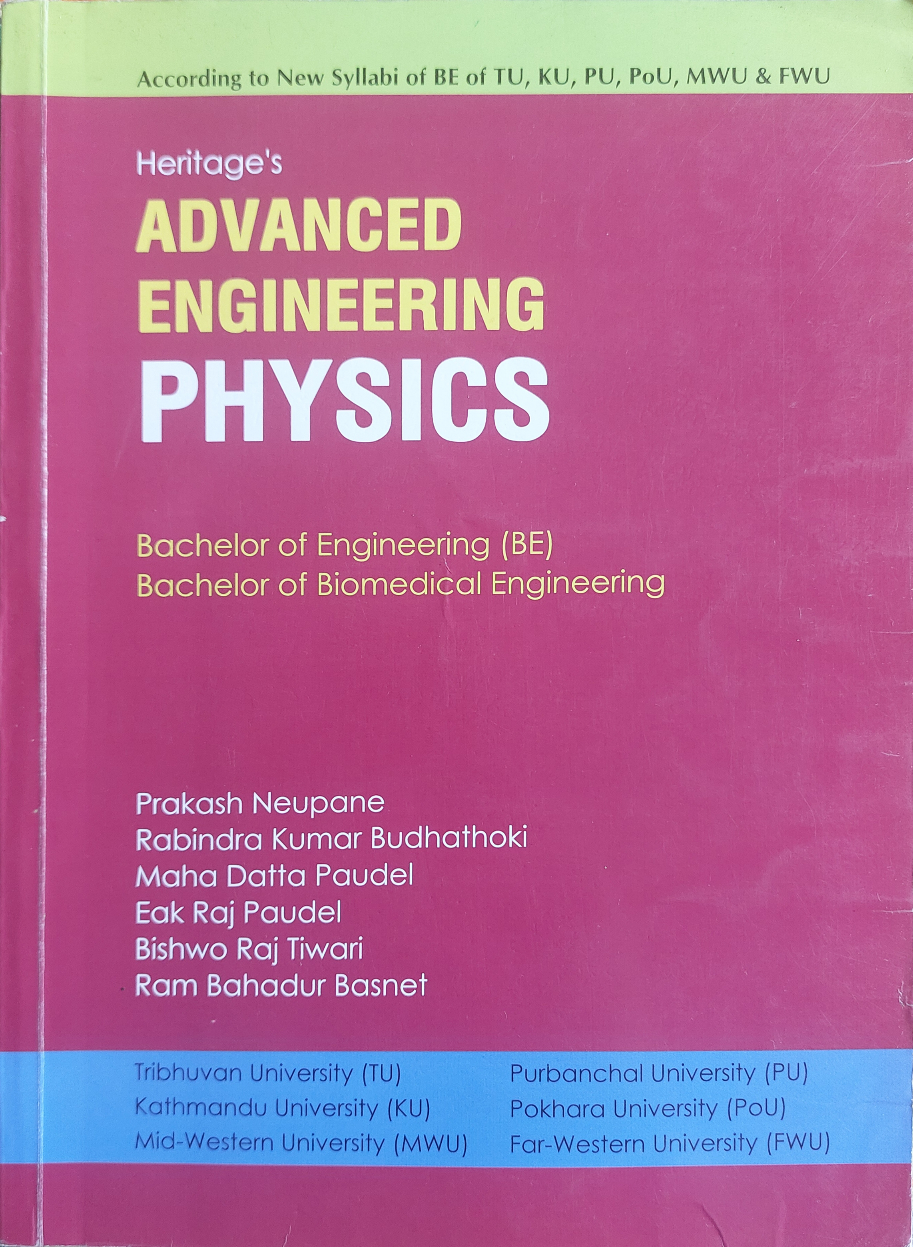 According to New Syllabi of BE of TU, KU, PU, PoU, MWU & FWU
Heritage's
ADVANCED
ENGINEERING
PHYSICS
Bachelor of Engineering (BE)
Bachelor of Biomedical Engineering
Prakash Neupane
Rabindra Kumar Budhathoki
Maha Datta Paudel
Eak Raj Paudel
Bishwo Raj Tiwari
Ram Bahadur Basnet
Tribhuvan University (TU)
Kathmandu University (KU)
Mid-Western University (MWU)
Purbanchal University (PU)
Pokhara University (PoU)
Far-Western University (FWU)